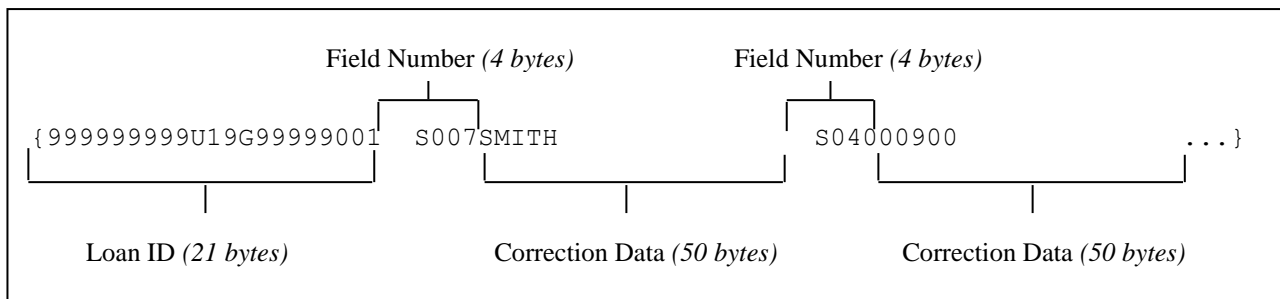 Field Number (4 bytes) Field Number (4 bytes)
{999999999U19G99999001 S007SMITH S04000900 ...}
Loan ID (21 bytes) Correction Data (50 bytes) Correction Data (50 bytes)